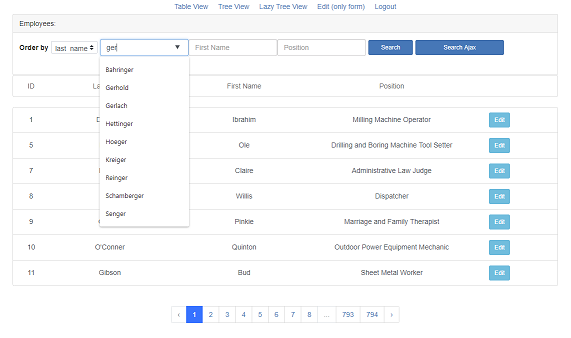 Table View Tree View Lazy Tree View Edit (only form) Logout
Employees:
Order by last_name ger First Name Position Search Search Ajax
Bahringer
Gerhold
Gerlach
Hettinger
Hoeger
Kreiger
Reinger
Schamberger
Senger
ID La First Name Position
1 Ibrahim Milling Machine Operator Edit
5 Ole Drilling and Boring Machine Tool Setter Edit
7 Claire Administrative Law Judge Edit
8 Willis Dispatcher Edit
9 Pinkie Marriage and Family Therapist Edit
10 O'Conner Quinton Outdoor Power Equipment Mechanic Edit
11 Gibson Bud Sheet Metal Worker Edit
‹ 1 2 3 4 5 6 7 8 ... 793 794 ›